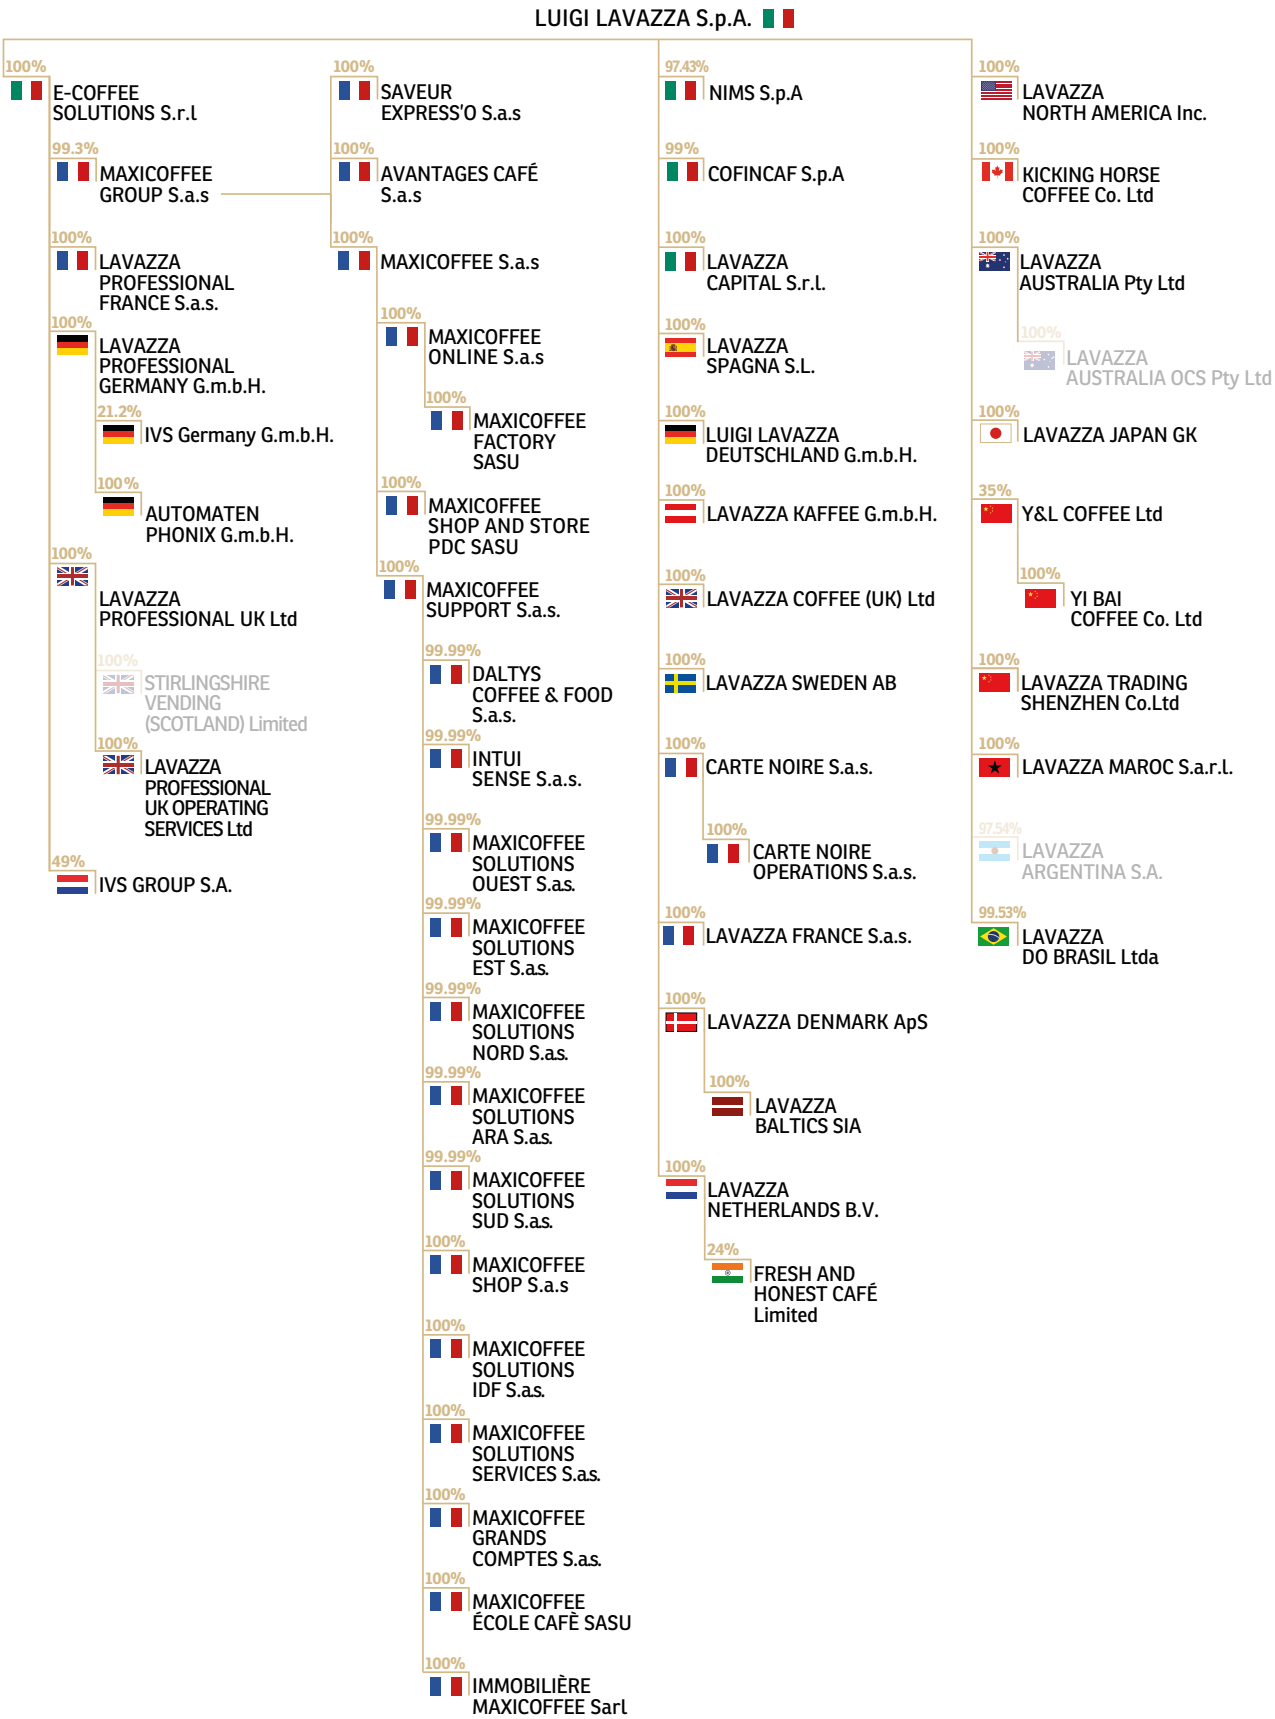 LUIGI LAVAZZA S.p.A.
100%
E-COFFEE
SOLUTIONS S.r.l
99.3%
MAXICOFFEE
GROUP S.a.s
100%
LAVAZZA
PROFESSIONAL
FRANCE S.a.s.
100%
LAVAZZA
PROFESSIONAL
GERMANY G.m.b.H.
21.2%
IVS Germany G.m.b.H.
100%
AUTOMATEN
PHONIX G.m.b.H.
100%
LAVAZZA
PROFESSIONAL UK Ltd
100%
STIRLINGSHIRE
VENDING
(SCOTLAND) Limited
100%
LAVAZZA
PROFESSIONAL
UK OPERATING
SERVICES Ltd
49%
IVS GROUP S.A.
100%
SAVEUR
EXPRESS'O S.a.s
100%
AVANTAGES CAFÉ
S.a.s
100%
MAXICOFFEE S.a.s
100%
MAXICOFFEE
ONLINE S.a.s
100%
MAXICOFFEE
FACTORY
SASU
100%
MAXICOFFEE
SHOP AND STORE
PDC SASU
100%
MAXICOFFEE
SUPPORT S.a.s.
99.99%
DALTYS
COFFEE & FOOD
S.a.s.
99.99%
INTUI
SENSE S.a.s.
99.99%
MAXICOFFEE
SOLUTIONS
OUEST S.a.s.
99.99%
MAXICOFFEE
SOLUTIONS
EST S.a.s.
99.99%
MAXICOFFEE
SOLUTIONS
NORD S.a.s.
99.99%
MAXICOFFEE
SOLUTIONS
ARA S.a.s.
99.99%
MAXICOFFEE
SOLUTIONS
SUD S.a.s.
100%
MAXICOFFEE
SHOP S.a.s
100%
MAXICOFFEE
SOLUTIONS
IDF S.a.s.
100%
MAXICOFFEE
SOLUTIONS
SERVICES S.a.s.
100%
MAXICOFFEE
GRANDS
COMPTES S.a.s.
100%
MAXICOFFEE
ÉCOLE CAFÈ SASU
100%
IMMOBILIÈRE
MAXICOFFEE Sarl
97.43%
NIMS S.p.A
99%
COFINCAF S.p.A
100%
LAVAZZA
CAPITAL S.r.l.
100%
LAVAZZA
SPAGNA S.L.
100%
LUIGI LAVAZZA
DEUTSCHLAND G.m.b.H.
100%
LAVAZZA KAFFEE G.m.b.H.
100%
LAVAZZA COFFEE (UK) Ltd
100%
LAVAZZA SWEDEN AB
100%
CARTE NOIRE S.a.s.
100%
CARTE NOIRE
OPERATIONS S.a.s.
100%
LAVAZZA FRANCE S.a.s.
100%
LAVAZZA DENMARK ApS
100%
LAVAZZA
BALTICS SIA
100%
LAVAZZA
NETHERLANDS B.V.
24%
FRESH AND
HONEST CAFÉ
Limited
100%
LAVAZZA
NORTH AMERICA Inc.
100%
KICKING HORSE
COFFEE Co. Ltd
100%
LAVAZZA
AUSTRALIA Pty Ltd
100%
LAVAZZA
AUSTRALIA OCS Pty Ltd
100%
LAVAZZA JAPAN GK
35%
Y&L COFFEE Ltd
100%
YI BAI
COFFEE Co. Ltd
100%
LAVAZZA TRADING
SHENZHEN Co.Ltd
100%
LAVAZZA MAROC S.a.r.l.
97.54%
LAVAZZA
ARGENTINA S.A.
99.53%
LAVAZZA
DO BRASIL Ltda